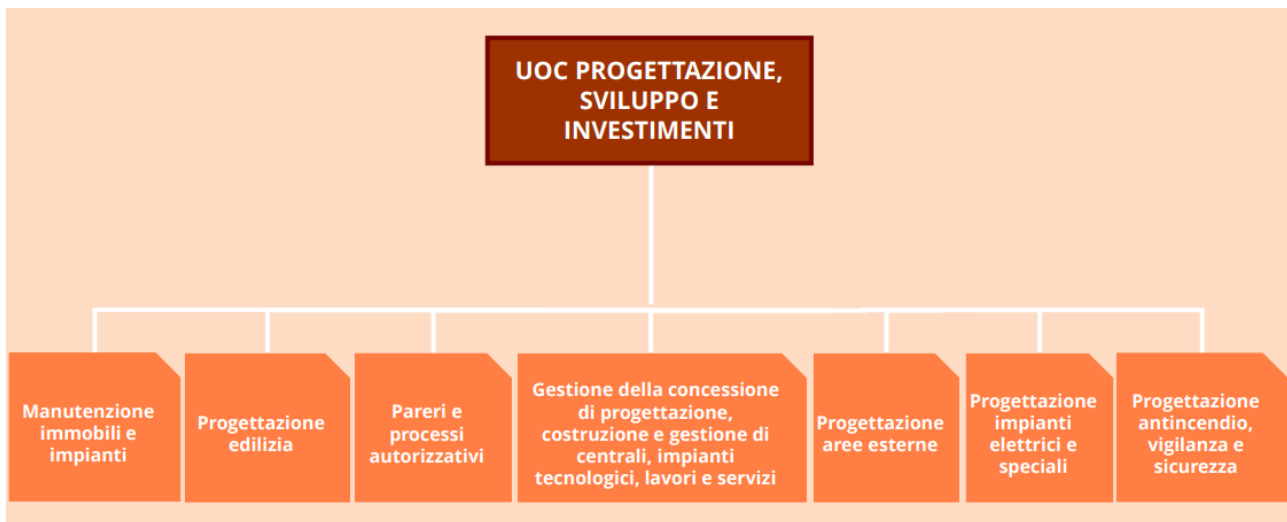 UOC PROGETTAZIONE,
SVILUPPO E
INVESTIMENTI
Manutenzione
immobili e
impianti
Progettazione
edilizia
Pareri e
processi
autorizzativi
Gestione della concessione
di progettazione,
costruzione e gestione di
centrali, impianti
tecnologici, lavori e servizi
Progettazione
aree esterne
Progettazione
impianti
elettrici e
speciali
Progettazione
antincendio,
vigilanza e
sicurezza